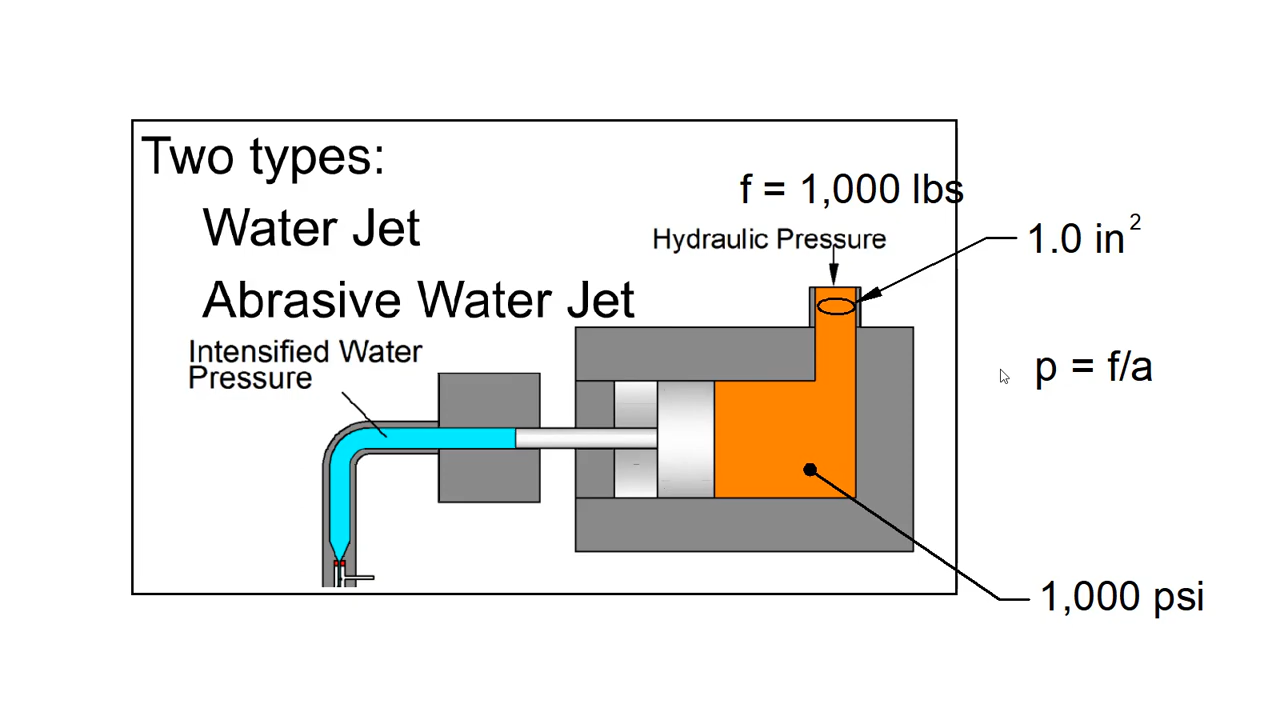 Two types:
Water Jet
Abrasive Water Jet
f = 1,000 lbs
Hydraulic Pressure
1.0 in²
Intensified Water
Pressure
p = f/a
1,000 psi